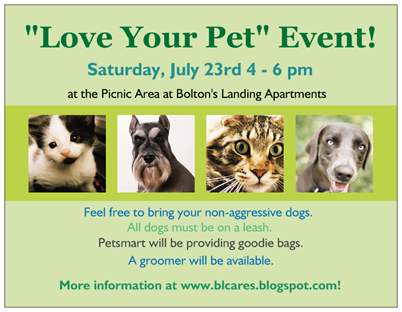 "Love Your Pet" Event!
Saturday, July 23rd 4 - 6 pm
at the Picnic Area at Bolton's Landing Apartments
Feel free to bring your non-aggressive dogs.
All dogs must be on a leash.
Petsmart will be providing goodie bags.
A groomer will be available.
More information at www.blcares.blogspot.com!